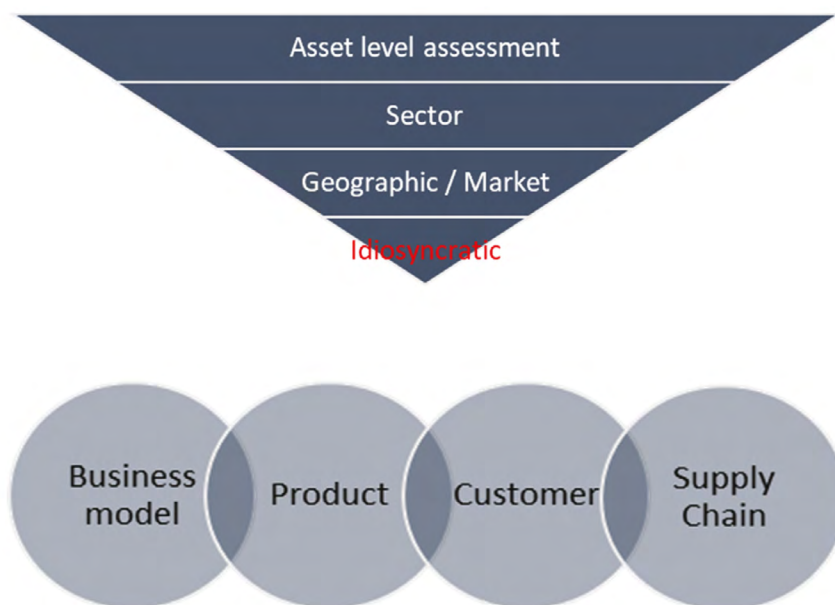 Asset level assessment
Sector
Geographic / Market
Idiosyncratic
Business
model
Product
Customer
Supply
Chain